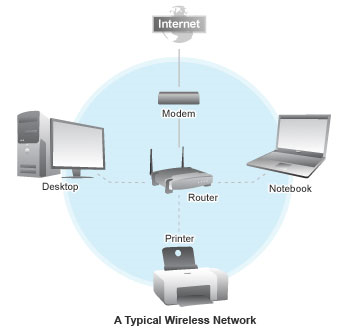 Internet
Modem
Desktop
Router
Notebook
Printer
A Typical Wireless Network